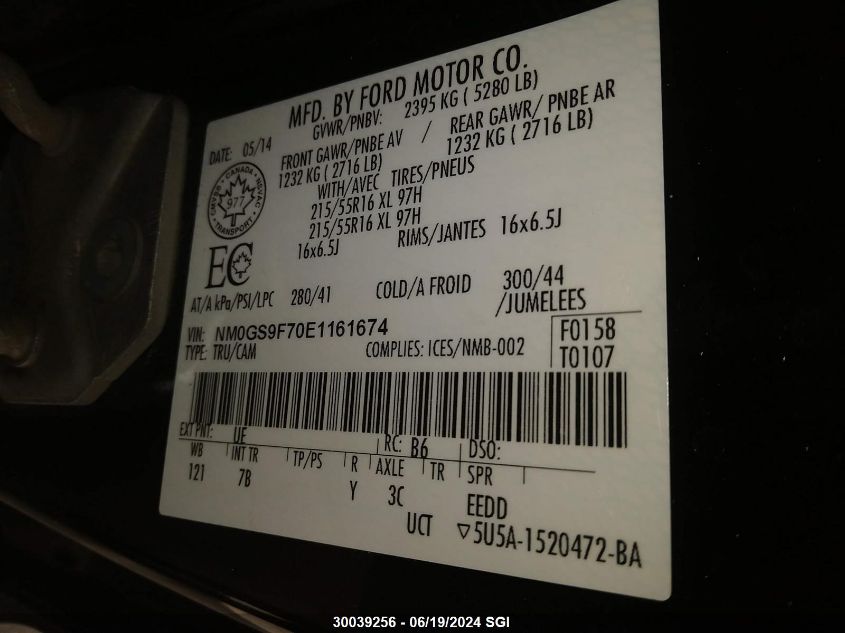 MFD. BY FORD MOTOR CO.
DATE: 05/14 GVWR/PNBV: 2395 KG ( 5280 LB)
FRONT GAWR/PNBE AV / REAR GAWR/ PNBE AR
1232 KG ( 2716 LB) 1232 KG ( 2716 LB)
WITH/AVEC TIRES/PNEUS
215/55R16 XL 97H
215/55R16 XL 97H
16x6.5J RIMS/JANTES 16x6.5J
CANADA
977
TRANSPORT
EC
AT/A kPa/PSI/LPC 280/41 COLD/A FROID 300/44
/JUMELEES
VIN: NM0GS9F70E1161674
TYPE: TRU/CAM COMPLIES: ICES/NMB-002
F0158
T0107
EXT PNT: UE RC: B6 DSO:
WB INT TR TP/PS R AXLE TR SPR
121 7B Y 3C EEDD
UCT ▽5U5A-1520472-BA
30039256 - 06/19/2024 SGI